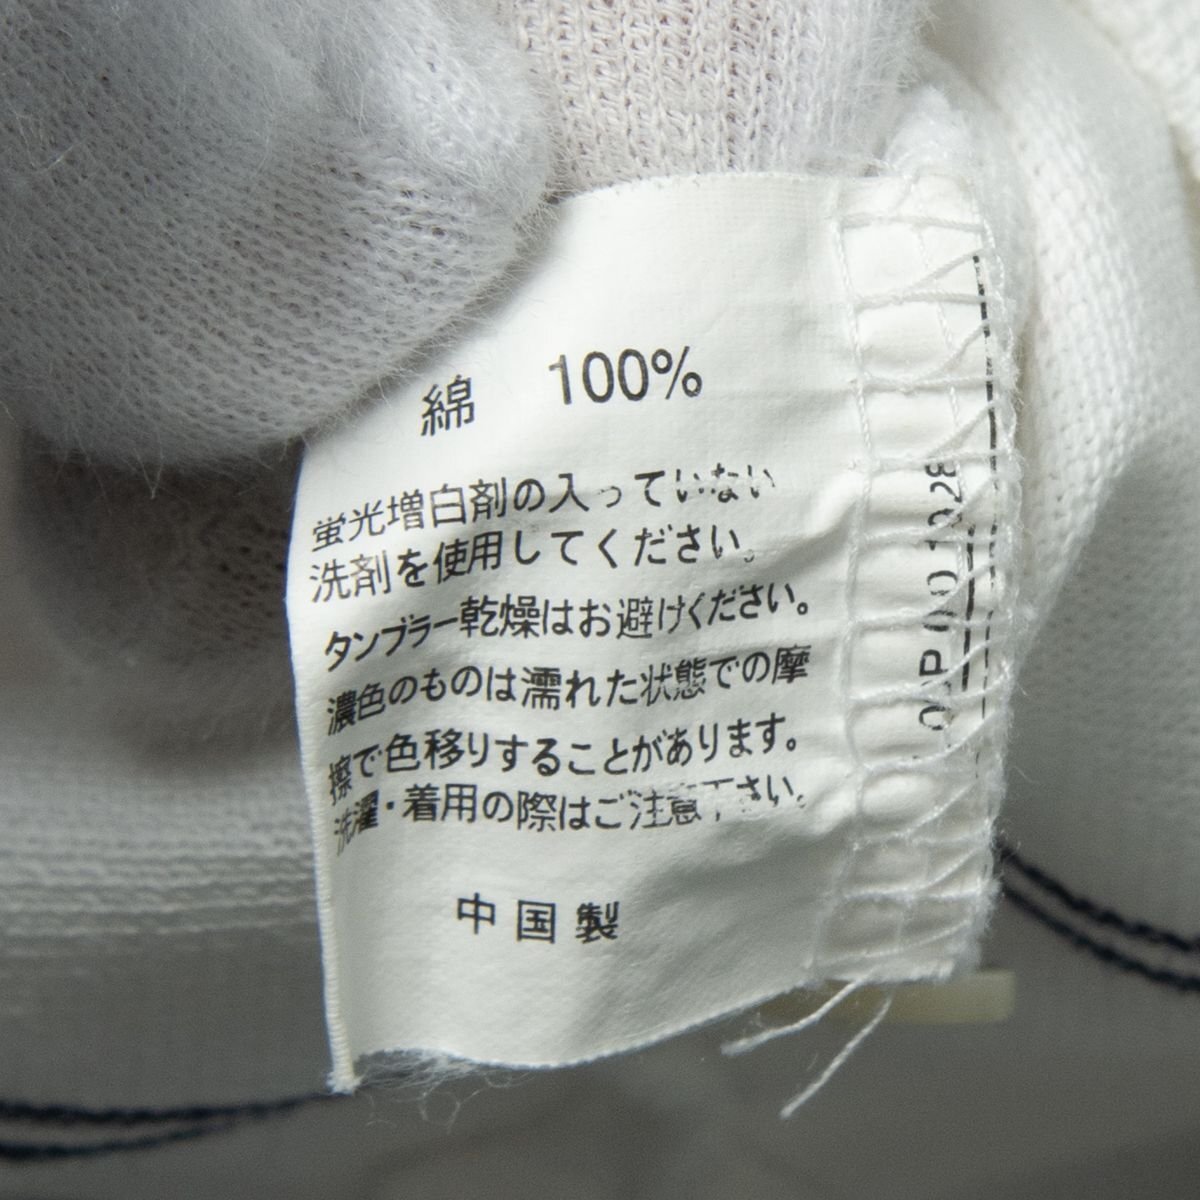 綿 100%
蛍光増白剤の入っていない
洗剤を使用してください。
タンブラー乾燥はお避けください。
濃色のものは濡れた状態での摩
擦で色移りすることがあります。
洗濯・着用の際はご注意下さい。
中国製